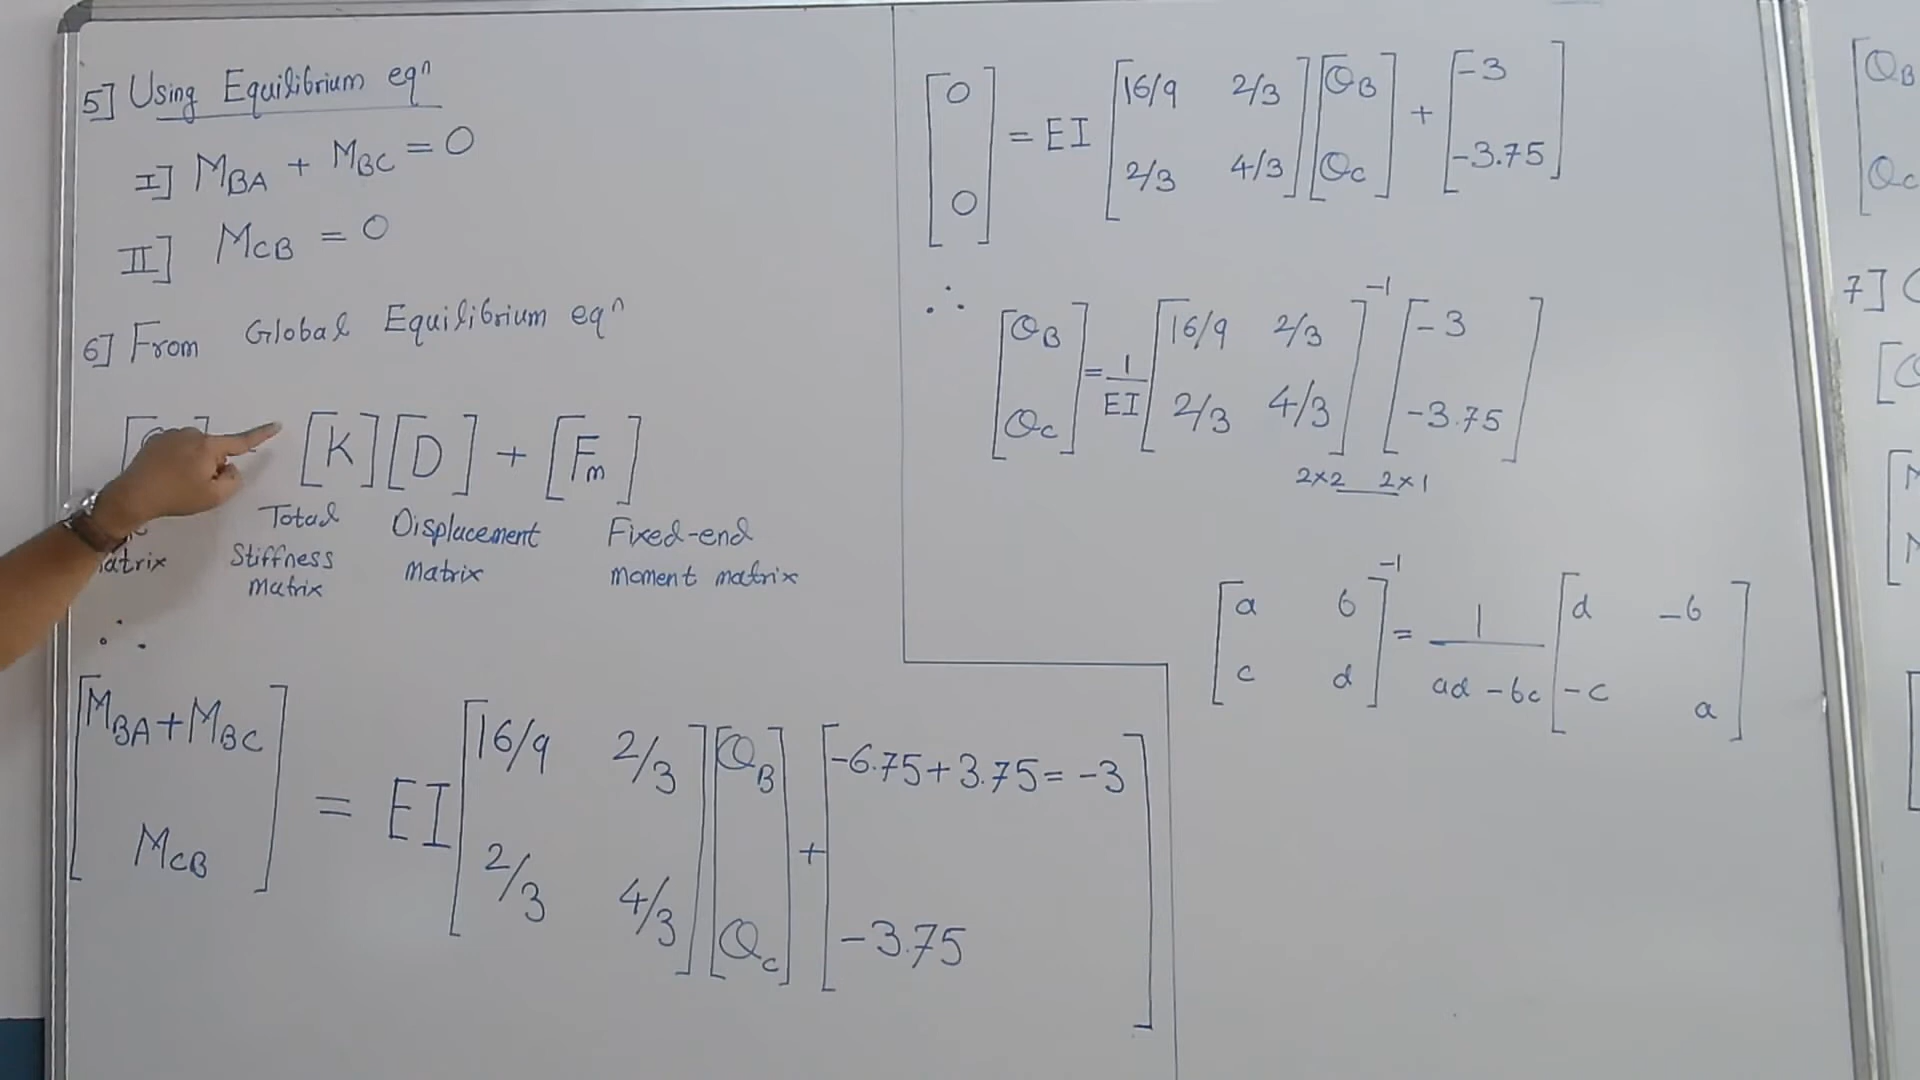 5] Using Equilibrium eqⁿ
I] M_BA + M_BC = 0
II] M_CB = 0
6] From Global Equilibrium eqⁿ
[K] [D] + [F_m]
Total Displacement Fixed-end
atrix Stiffness matrix moment matrix
matrix
∴
[M_BA + M_BC
M_CB] = EI [16/9 2/3
2/3 4/3] [θ_B
θ_C] + [-6.75 + 3.75 = -3
-3.75]
[0
0] = EI [16/9 2/3
2/3 4/3] [θ_B
θ_C] + [-3
-3.75]
∴ [θ_B
θ_C] = 1/EI [16/9 2/3
2/3 4/3]⁻¹ [-3
-3.75]
2×2 2×1
[a b
c d]⁻¹ = 1/(ad - bc) [d -b
-c a]
[θ_B
θ_C
7]